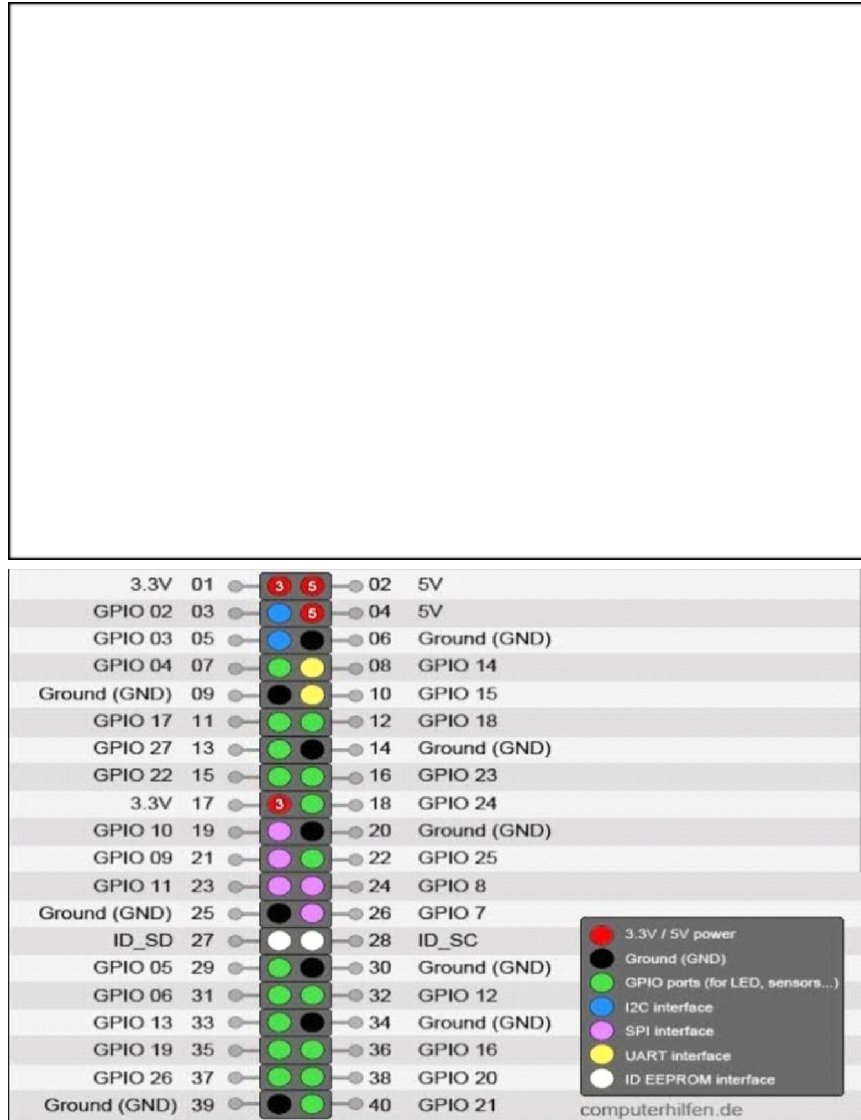 3.3V 01 3 5 02 5V
GPIO 02 03 5 04 5V
GPIO 03 05 06 Ground (GND)
GPIO 04 07 08 GPIO 14
Ground (GND) 09 10 GPIO 15
GPIO 17 11 12 GPIO 18
GPIO 27 13 14 Ground (GND)
GPIO 22 15 16 GPIO 23
3.3V 17 3 18 GPIO 24
GPIO 10 19 20 Ground (GND)
GPIO 09 21 22 GPIO 25
GPIO 11 23 24 GPIO 8
Ground (GND) 25 26 GPIO 7
ID_SD 27 28 ID_SC
GPIO 05 29 30 Ground (GND)
GPIO 06 31 32 GPIO 12
GPIO 13 33 34 Ground (GND)
GPIO 19 35 36 GPIO 16
GPIO 26 37 38 GPIO 20
Ground (GND) 39 40 GPIO 21
3.3V / 5V power
Ground (GND)
GPIO ports (for LED, sensors...)
I2C interface
SPI interface
UART interface
ID EEPROM interface
computerhilfen.de